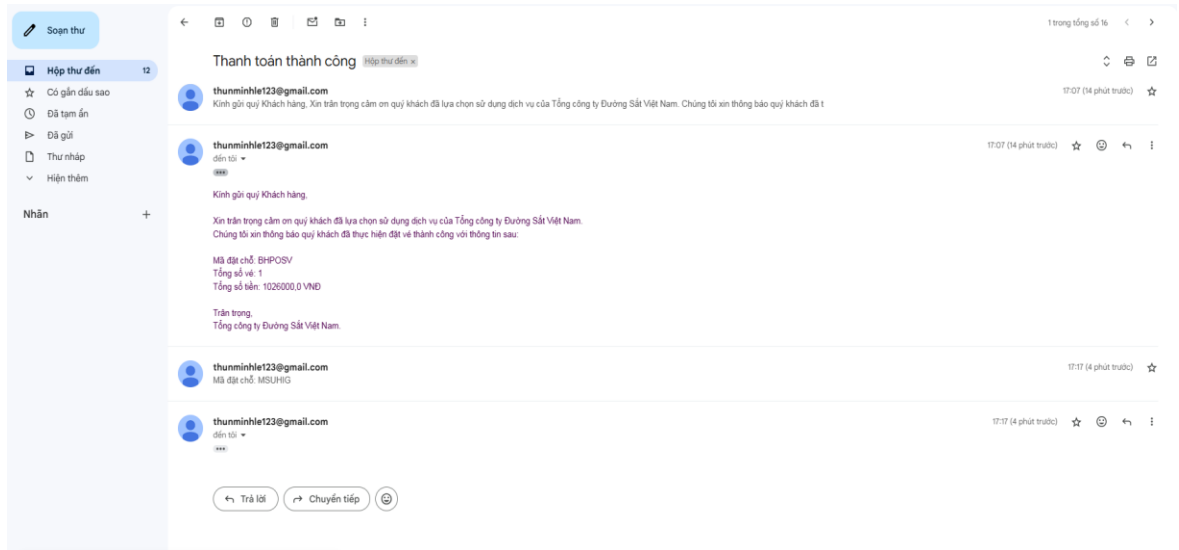 Soạn thư
1 trong tổng số 16
Thanh toán thành công Hộp thư đến x
Hộp thư đến 12
Có gắn dấu sao
Đã tạm ẩn
Đã gửi
Thư nháp
Hiện thêm
Nhãn +
thunminhle123@gmail.com 17:07 (14 phút trước)
Kính gửi quý Khách hàng, Xin trân trọng cảm ơn quý khách đã lựa chọn sử dụng dịch vụ của Tổng công ty Đường Sắt Việt Nam. Chúng tôi xin thông báo quý khách đã t
thunminhle123@gmail.com 17:07 (14 phút trước)
đến tôi
Kính gửi quý Khách hàng,
Xin trân trọng cảm ơn quý khách đã lựa chọn sử dụng dịch vụ của Tổng công ty Đường Sắt Việt Nam.
Chúng tôi xin thông báo quý khách đã thực hiện đặt vé thành công với thông tin sau:
Mã đặt chỗ: BHPOSV
Tổng số vé: 1
Tổng số tiền: 1026000,0 VNĐ
Trân trọng,
Tổng công ty Đường Sắt Việt Nam.
thunminhle123@gmail.com 17:17 (4 phút trước)
Mã đặt chỗ: MSUHIG
thunminhle123@gmail.com 17:17 (4 phút trước)
đến tôi
Trả lời Chuyển tiếp